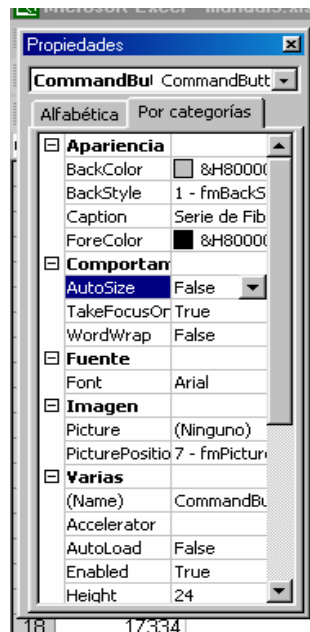 Microsoft Excel - manual3.xls
Propiedades
CommandBu CommandButt
Alfabética Por categorías
Apariencia
BackColor &H80000
BackStyle 1 - fmBackS
Caption Serie de Fib
ForeColor &H80000
Comportan
AutoSize False
TakeFocusOr True
WordWrap False
Fuente
Font Arial
Imagen
Picture (Ninguno)
PicturePositio 7 - fmPictur
Varias
(Name) CommandBu
Accelerator
AutoLoad False
Enabled True
Height 24
18 17334